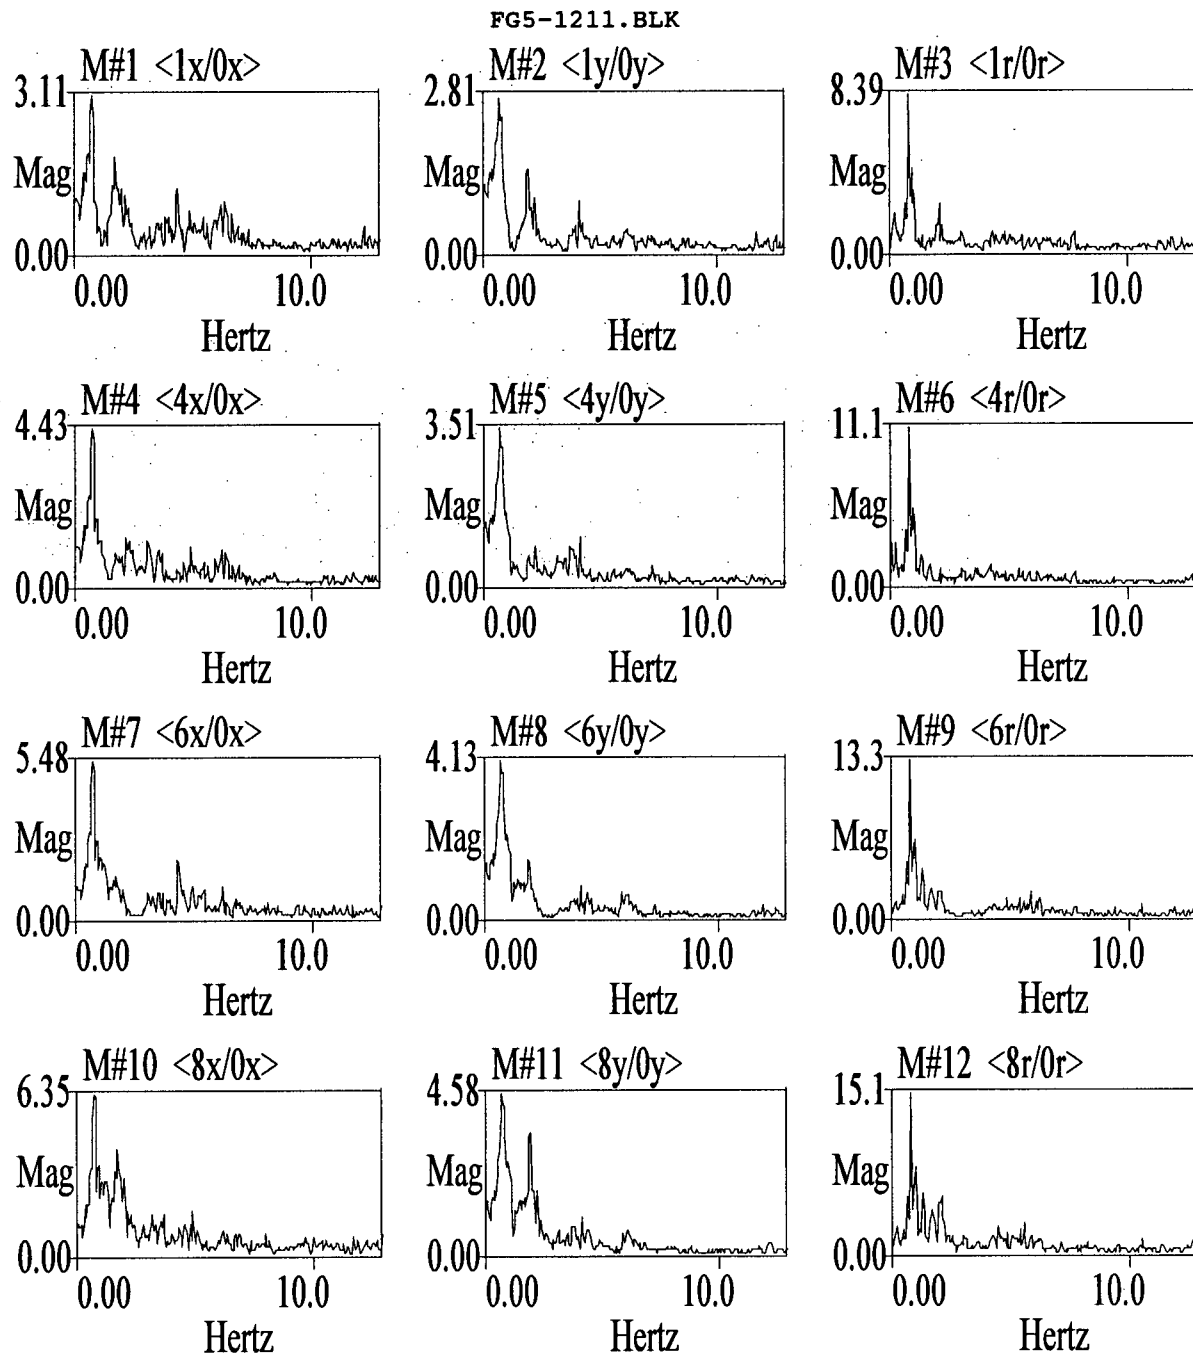 FG5-1211.BLK
M#1 <1x/0x>
3.11
Mag
0.00
0.00 10.0
Hertz
M#2 <1y/0y>
2.81
Mag
0.00
0.00 10.0
Hertz
M#3 <1r/0r>
8.39
Mag
0.00
0.00 10.0
Hertz
M#4 <4x/0x>
4.43
Mag
0.00
0.00 10.0
Hertz
M#5 <4y/0y>
3.51
Mag
0.00
0.00 10.0
Hertz
M#6 <4r/0r>
11.1
Mag
0.00
0.00 10.0
Hertz
M#7 <6x/0x>
5.48
Mag
0.00
0.00 10.0
Hertz
M#8 <6y/0y>
4.13
Mag
0.00
0.00 10.0
Hertz
M#9 <6r/0r>
13.3
Mag
0.00
0.00 10.0
Hertz
M#10 <8x/0x>
6.35
Mag
0.00
0.00 10.0
Hertz
M#11 <8y/0y>
4.58
Mag
0.00
0.00 10.0
Hertz
M#12 <8r/0r>
15.1
Mag
0.00
0.00 10.0
Hertz